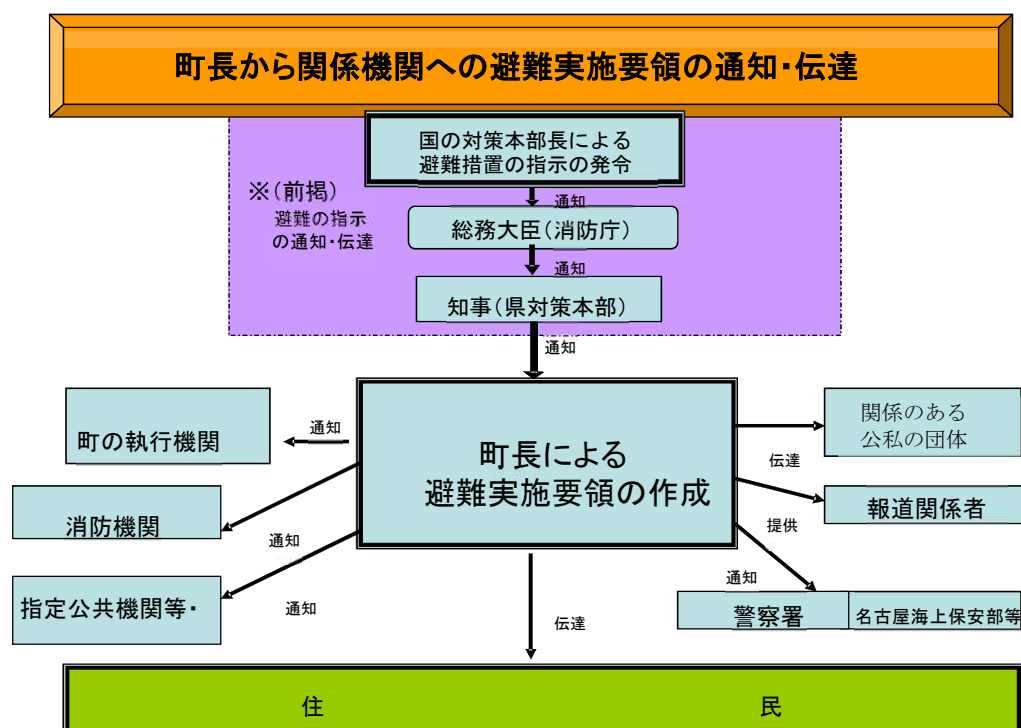 町長から関係機関への避難実施要領の通知・伝達
国の対策本部長による
避難措置の指示の発令
※(前掲)
避難の指示
の通知・伝達
通知
総務大臣(消防庁)
通知
知事(県対策本部)
通知
町の執行機関
通知
町長による
避難実施要領の作成
関係のある
公私の団体
伝達
消防機関
通知
報道関係者
提供
指定公共機関等・
通知
通知
警察署
名古屋海上保安部等
伝達
住 民